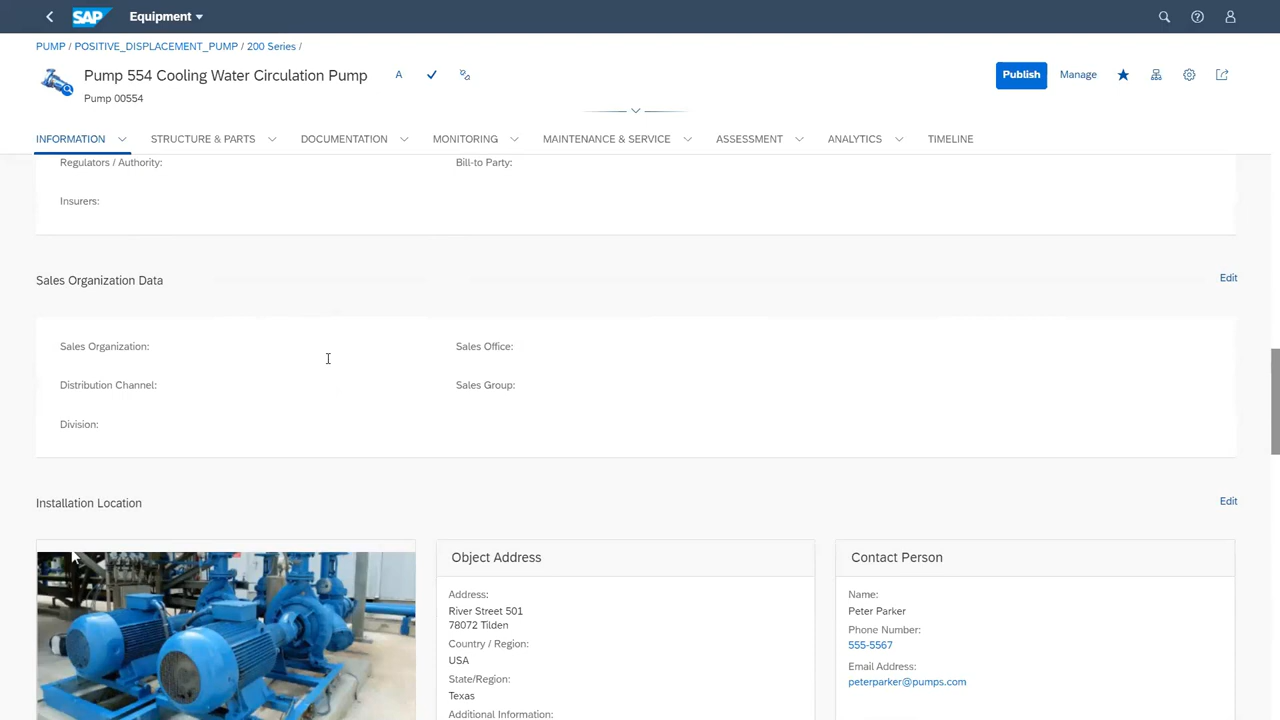 SAP Equipment
PUMP / POSITIVE_DISPLACEMENT_PUMP / 200 Series /
Pump 554 Cooling Water Circulation Pump A
Publish Manage
Pump 00554
INFORMATION STRUCTURE & PARTS DOCUMENTATION MONITORING MAINTENANCE & SERVICE ASSESSMENT ANALYTICS TIMELINE
Regulators / Authority: Bill-to Party:
Insurers:
Sales Organization Data Edit
Sales Organization: Sales Office:
Distribution Channel: Sales Group:
Division:
Installation Location Edit
Object Address
Address:
River Street 501
78072 Tilden
Country / Region:
USA
State/Region:
Texas
Additional Information:
Contact Person
Name:
Peter Parker
Phone Number:
555-5567
Email Address:
peterparker@pumps.com